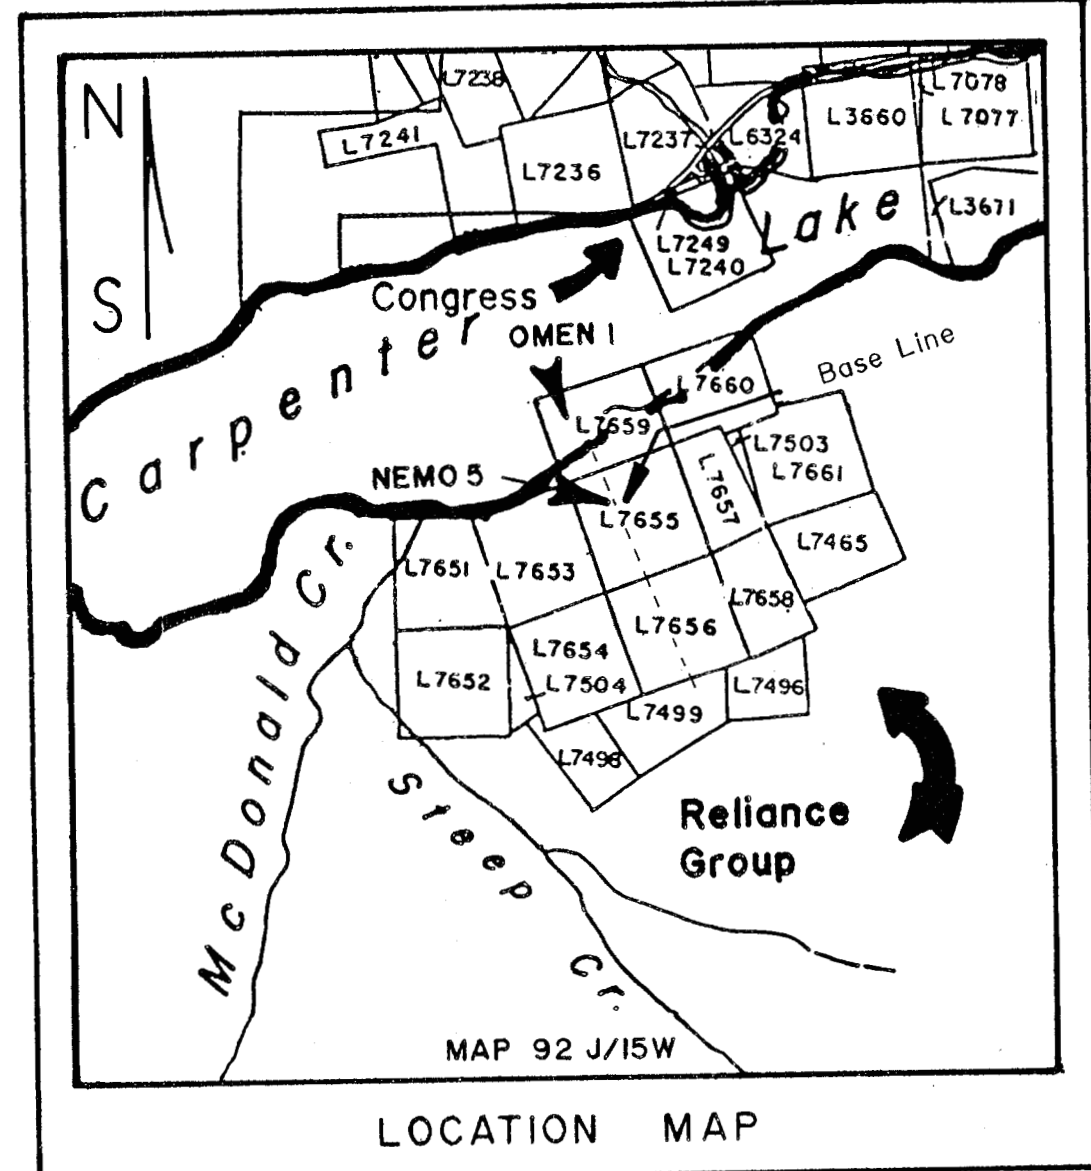 N
S
L7238
L7241
L7236
L7237
L6324
L3660
L7078
L7077
L3671
L7249
L7240
Carpenter Lake
Congress
OMEN 1
Base Line
L7660
L7659
NEMO 5
L7655
L7657
L7503
L7661
L7465
L7651
L7653
L7658
L7656
L7654
L7652
L7504
L7496
L7499
L7498
McDonald Cr.
Steep Cr.
Reliance
Group
MAP 92 J/15W
LOCATION MAP